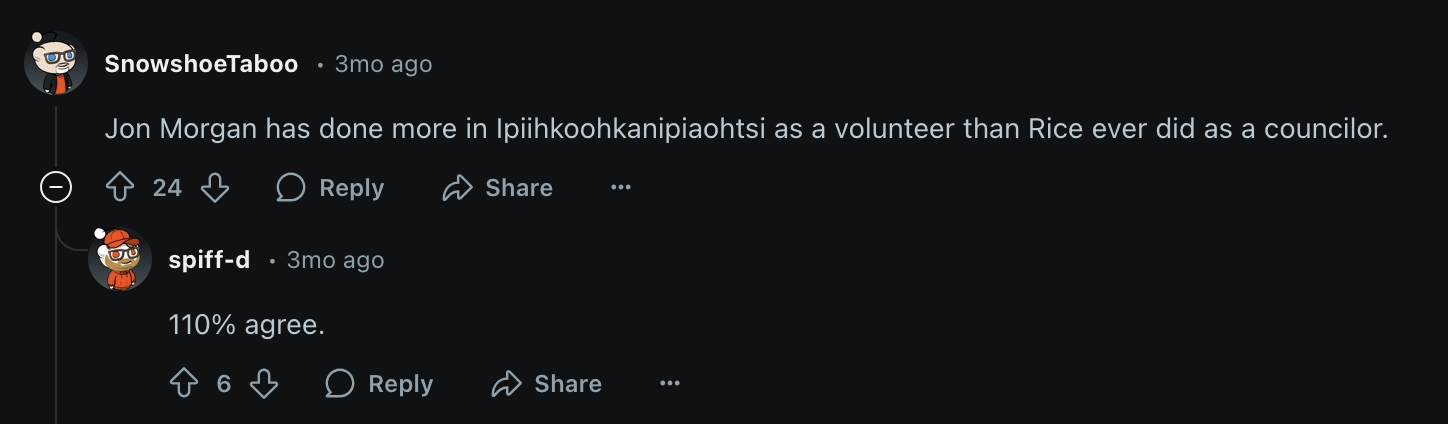 SnowshoeTaboo • 3mo ago
Jon Morgan has done more in Ipiihkoohkanipiaohtsi as a volunteer than Rice ever did as a councilor.
24 Reply Share ...
spiff-d • 3mo ago
110% agree.
6 Reply Share ...